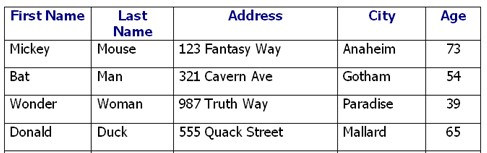 First Name Last Name Address City Age
Mickey Mouse 123 Fantasy Way Anaheim 73
Bat Man 321 Cavern Ave Gotham 54
Wonder Woman 987 Truth Way Paradise 39
Donald Duck 555 Quack Street Mallard 65